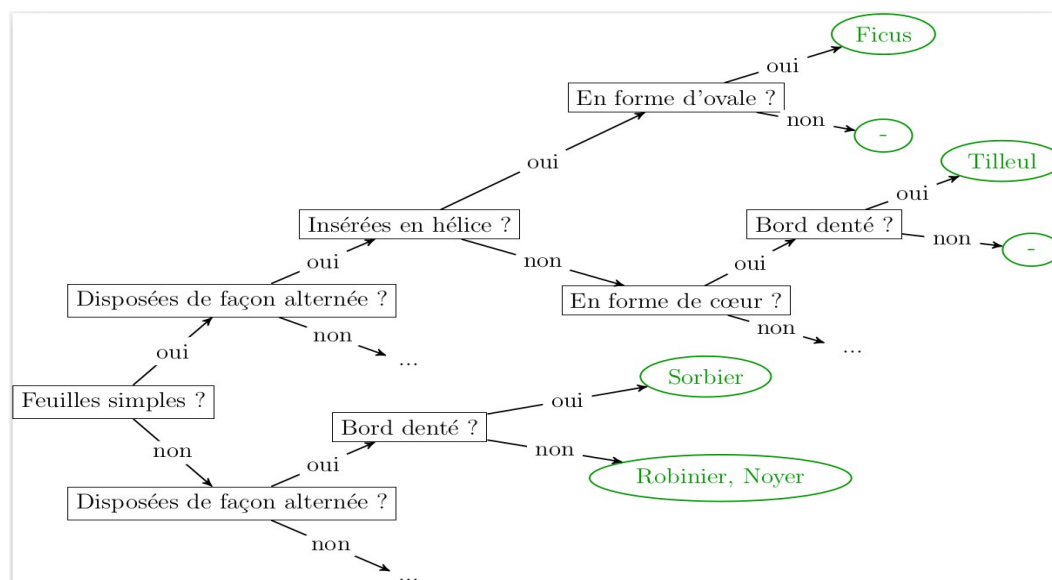 Ficus
oui
En forme d'ovale ?
non
-
oui
Tilleul
oui
Insérées en hélice ?
Bord denté ?
non
-
oui
non
oui
Disposées de façon alternée ?
En forme de cœur ?
non
...
non
...
oui
Feuilles simples ?
Sorbier
oui
Bord denté ?
non
oui
non
Robinier, Noyer
Disposées de façon alternée ?
non
...